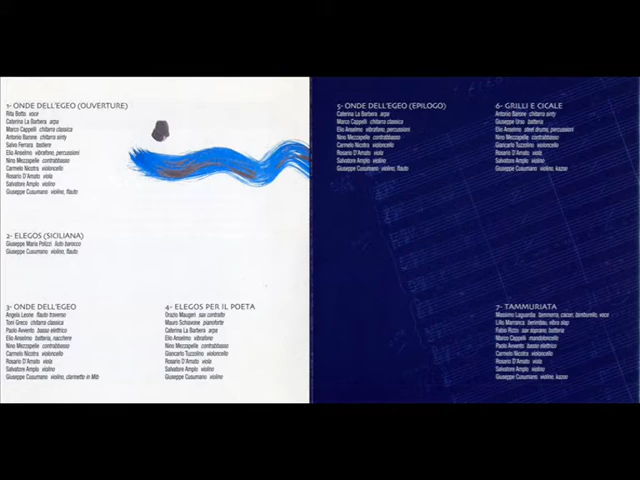 1- ONDE DELL'EGEO (OUVERTURE)
Rita Botto voce
Caterina La Barbera arpa
Marco Cappelli chitarra classica
Antonio Barone chitarra sinty
Salvo Ferrara tastiere
Elio Anselmo vibrafono, percussioni
Nino Mezzapelle contrabbasso
Carmelo Nicotra violoncello
Rosario D'Amato viola
Salvatore Amplo violino
Giuseppe Cusumano violino, flauto
2- ELEGOS (SICILIANA)
Giuseppe Maria Polizzi liuto barocco
Giuseppe Cusumano violino, flauto
3- ONDE DELL'EGEO
Angela Leone flauto traverso
Toni Greco chitarra classica
Paolo Avvento basso elettrico
Elio Anselmo batteria, nacchere
Nino Mezzapelle contrabbasso
Carmelo Nicotra violoncello
Rosario D'Amato viola
Salvatore Amplo violino
Giuseppe Cusumano violino, clarinetto in Mib
4- ELEGOS PER IL POETA
Orazio Maugeri sax contralto
Mauro Schiavone pianoforte
Caterina La Barbera arpa
Elio Anselmo vibrafono
Nino Mezzapelle contrabbasso
Giancarlo Tuzzolino violoncello
Rosario D'Amato viola
Salvatore Amplo violino
Giuseppe Cusumano violino
5- ONDE DELL'EGEO (EPILOGO)
Caterina La Barbera arpa
Marco Cappelli chitarra classica
Elio Anselmo vibrafono, percussioni
Nino Mezzapelle contrabbasso
Carmelo Nicotra violoncello
Rosario D'Amato viola
Salvatore Amplo violino
Giuseppe Cusumano violino, flauto
6- GRILLI E CICALE
Antonio Barone chitarra sinty
Giuseppe Urso batteria
Elio Anselmo steel drums, percussioni
Nino Mezzapelle contrabbasso
Giancarlo Tuzzolino violoncello
Rosario D'Amato viola
Salvatore Amplo violino
Giuseppe Cusumano violino, kazoo
7- TAMMURIATA
Massimo Laguardia tammorra, cacen, tamburello, voce
Lillo Marranca berimbau, vibra slap
Fabio Rizzo sax soprano, batteria
Marco Cappelli mandoloncello
Paolo Avvento basso elettrico
Carmelo Nicotra violoncello
Rosario D'Amato viola
Salvatore Amplo violino
Giuseppe Cusumano violino, kazoo